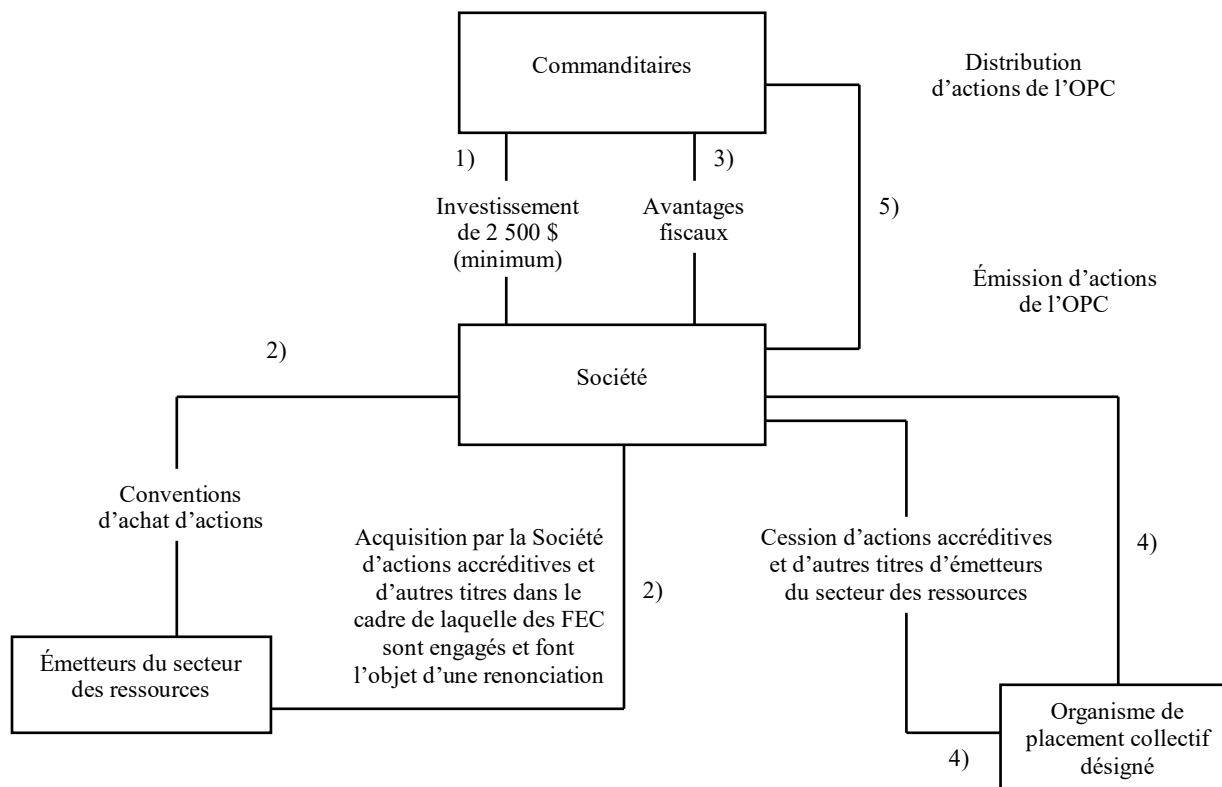 Commanditaires
Distribution
d’actions de l’OPC
1)
3)
Investissement
de 2 500 $
(minimum)
Avantages
fiscaux
5)
Émission d’actions
de l’OPC
2)
Société
Conventions
d’achat d’actions
Acquisition par la Société
d’actions accréditives et
d’autres titres dans le
cadre de laquelle des FEC
sont engagés et font
l’objet d’une renonciation
2)
Cession d’actions accréditives
et d’autres titres d’émetteurs
du secteur des ressources
4)
Émetteurs du secteur
des ressources
4)
Organisme de
placement collectif
désigné